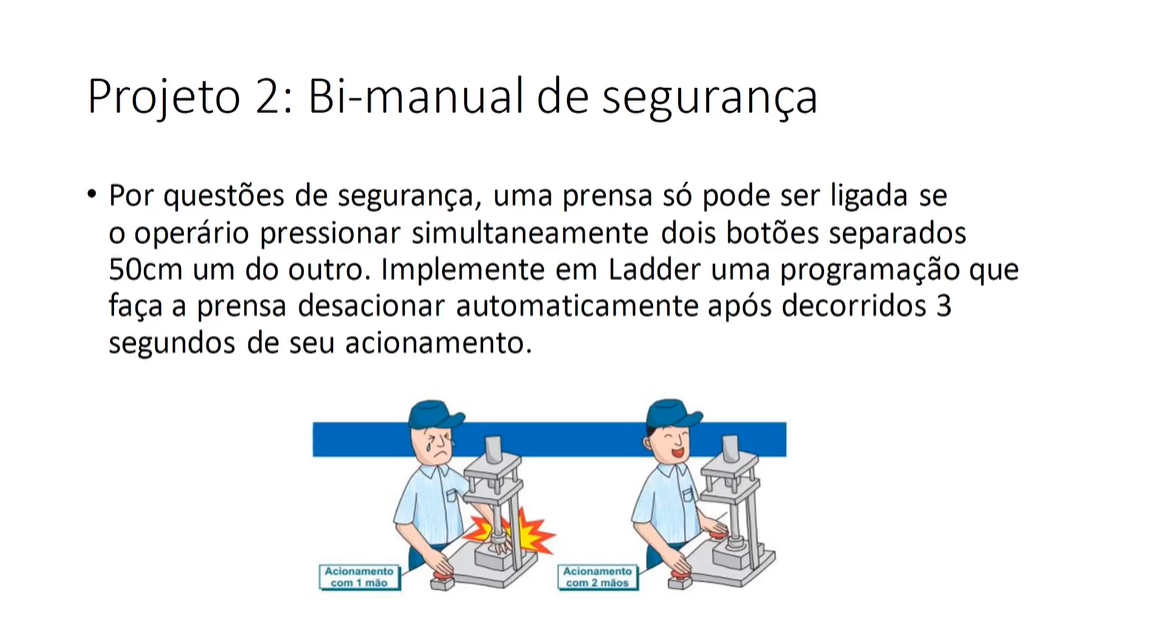 Projeto 2: Bi-manual de segurança
• Por questões de segurança, uma prensa só pode ser ligada se
o operário pressionar simultaneamente dois botões separados
50cm um do outro. Implemente em Ladder uma programação que
faça a prensa desacionar automaticamente após decorridos 3
segundos de seu acionamento.
Acionamento
com 1 mão
Acionamento
com 2 mãos